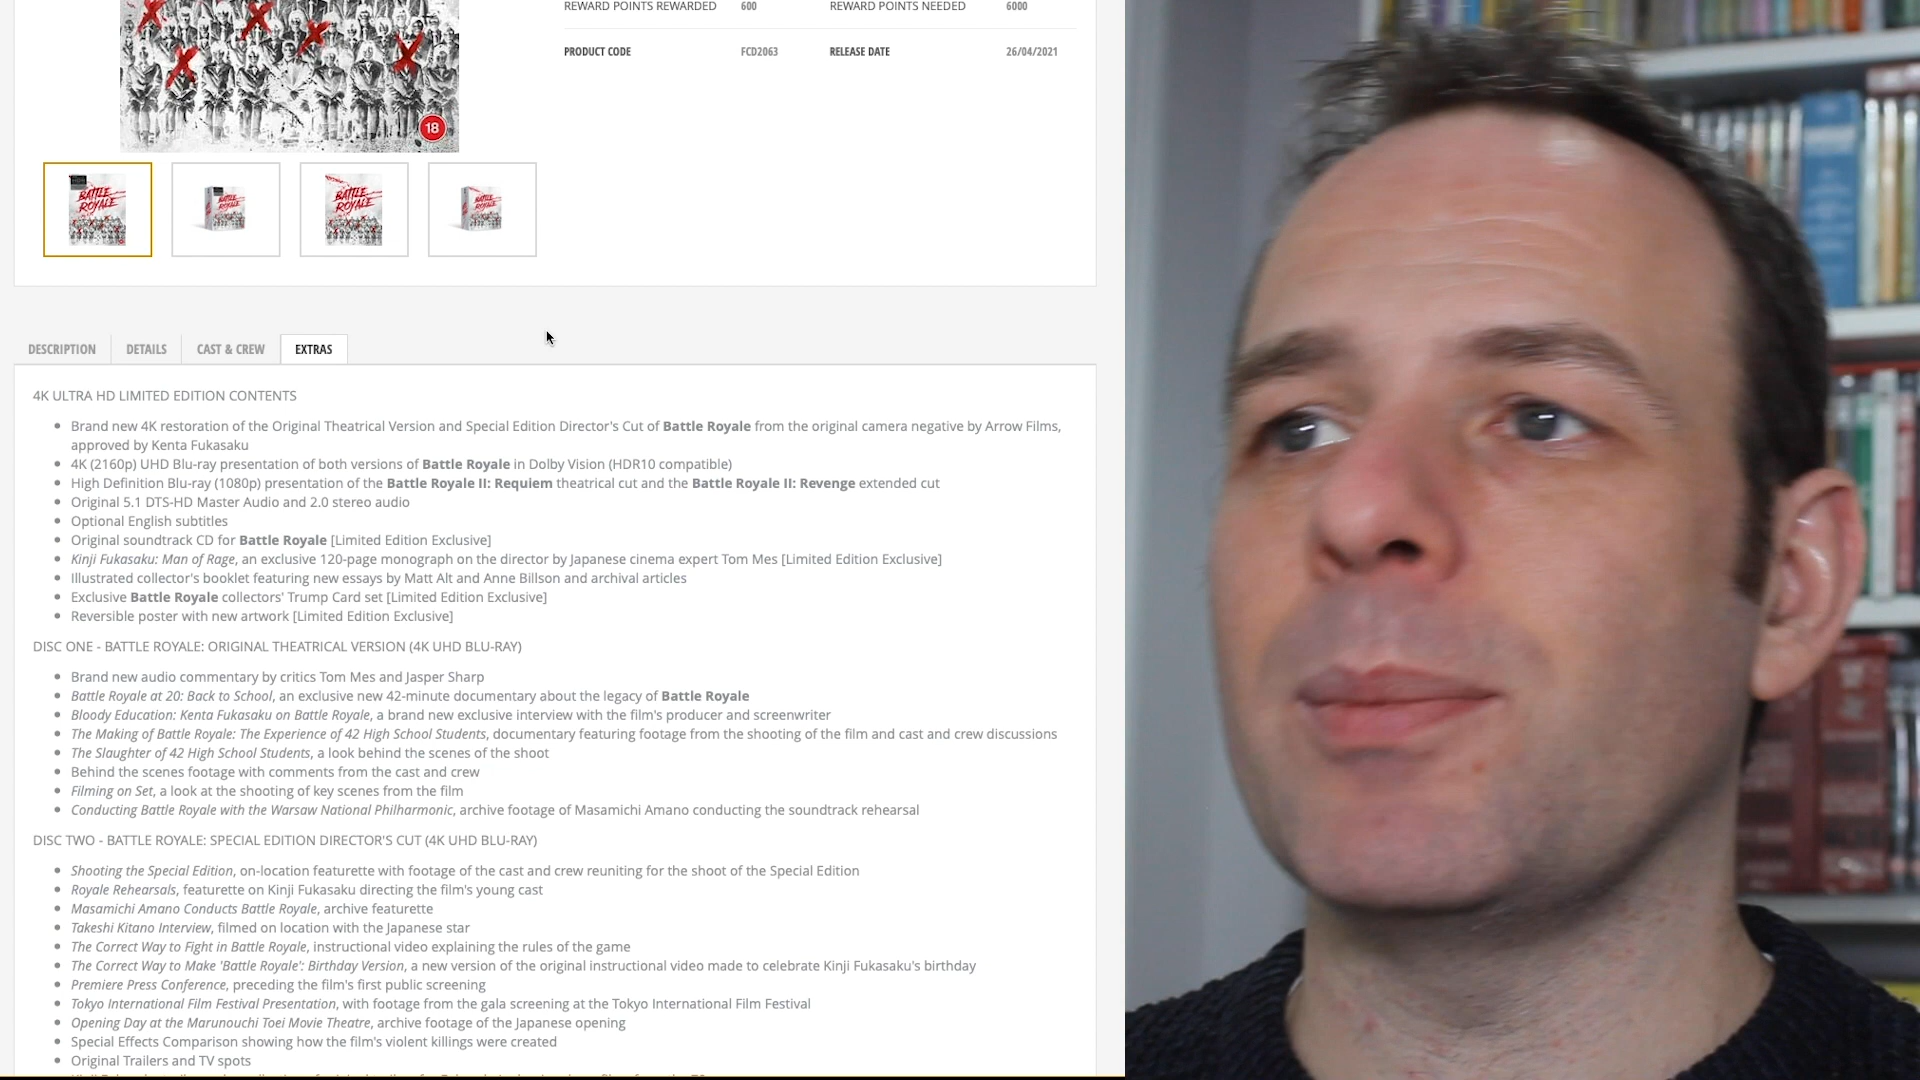 REWARD POINTS REWARDED 600 REWARD POINTS NEEDED 6000
PRODUCT CODE FCD2063 RELEASE DATE 26/04/2021
18
BATTLE ROYALE
BATTLE ROYALE
BATTLE ROYALE
BATTLE ROYALE
DESCRIPTION DETAILS CAST & CREW EXTRAS
4K ULTRA HD LIMITED EDITION CONTENTS
Brand new 4K restoration of the Original Theatrical Version and Special Edition Director's Cut of Battle Royale from the original camera negative by Arrow Films,
approved by Kenta Fukasaku
4K (2160p) UHD Blu-ray presentation of both versions of Battle Royale in Dolby Vision (HDR10 compatible)
High Definition Blu-ray (1080p) presentation of the Battle Royale II: Requiem theatrical cut and the Battle Royale II: Revenge extended cut
Original 5.1 DTS-HD Master Audio and 2.0 stereo audio
Optional English subtitles
Original soundtrack CD for Battle Royale [Limited Edition Exclusive]
Kinji Fukasaku: Man of Rage, an exclusive 120-page monograph on the director by Japanese cinema expert Tom Mes [Limited Edition Exclusive]
Illustrated collector's booklet featuring new essays by Matt Alt and Anne Billson and archival articles
Exclusive Battle Royale collectors' Trump Card set [Limited Edition Exclusive]
Reversible poster with new artwork [Limited Edition Exclusive]
DISC ONE - BATTLE ROYALE: ORIGINAL THEATRICAL VERSION (4K UHD BLU-RAY)
Brand new audio commentary by critics Tom Mes and Jasper Sharp
Battle Royale at 20: Back to School, an exclusive new 42-minute documentary about the legacy of Battle Royale
Bloody Education: Kenta Fukasaku on Battle Royale, a brand new exclusive interview with the film's producer and screenwriter
The Making of Battle Royale: The Experience of 42 High School Students, documentary featuring footage from the shooting of the film and cast and crew discussions
The Slaughter of 42 High School Students, a look behind the scenes of the shoot
Behind the scenes footage with comments from the cast and crew
Filming on Set, a look at the shooting of key scenes from the film
Conducting Battle Royale with the Warsaw National Philharmonic, archive footage of Masamichi Amano conducting the soundtrack rehearsal
DISC TWO - BATTLE ROYALE: SPECIAL EDITION DIRECTOR'S CUT (4K UHD BLU-RAY)
Shooting the Special Edition, on-location featurette with footage of the cast and crew reuniting for the shoot of the Special Edition
Royale Rehearsals, featurette on Kinji Fukasaku directing the film's young cast
Masamichi Amano Conducts Battle Royale, archive featurette
Takeshi Kitano Interview, filmed on location with the Japanese star
The Correct Way to Fight in Battle Royale, instructional video explaining the rules of the game
The Correct Way to Make 'Battle Royale': Birthday Version, a new version of the original instructional video made to celebrate Kinji Fukasaku's birthday
Premiere Press Conference, preceding the film's first public screening
Tokyo International Film Festival Presentation, with footage from the gala screening at the Tokyo International Film Festival
Opening Day at the Marunouchi Toei Movie Theatre, archive footage of the Japanese opening
Special Effects Comparison showing how the film's violent killings were created
Original Trailers and TV spots